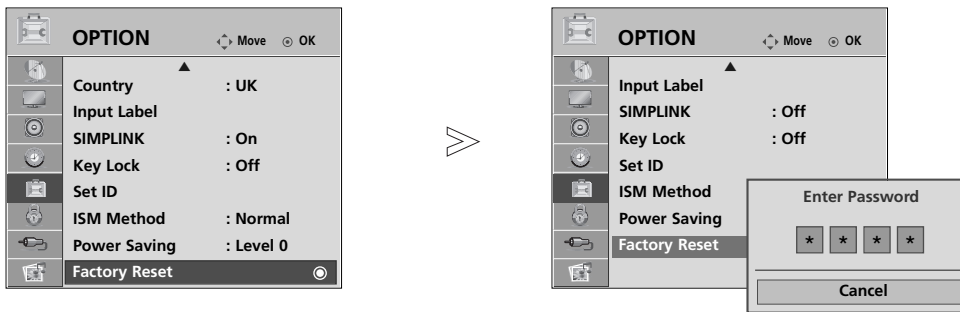 OPTION Move OK
Country : UK
Input Label
SIMPLINK : On
Key Lock : Off
Set ID
ISM Method : Normal
Power Saving : Level 0
Factory Reset
OPTION Move OK
Input Label
SIMPLINK : Off
Key Lock : Off
Set ID
ISM Method
Power Saving
Factory Reset
Enter Password
* * * *
Cancel